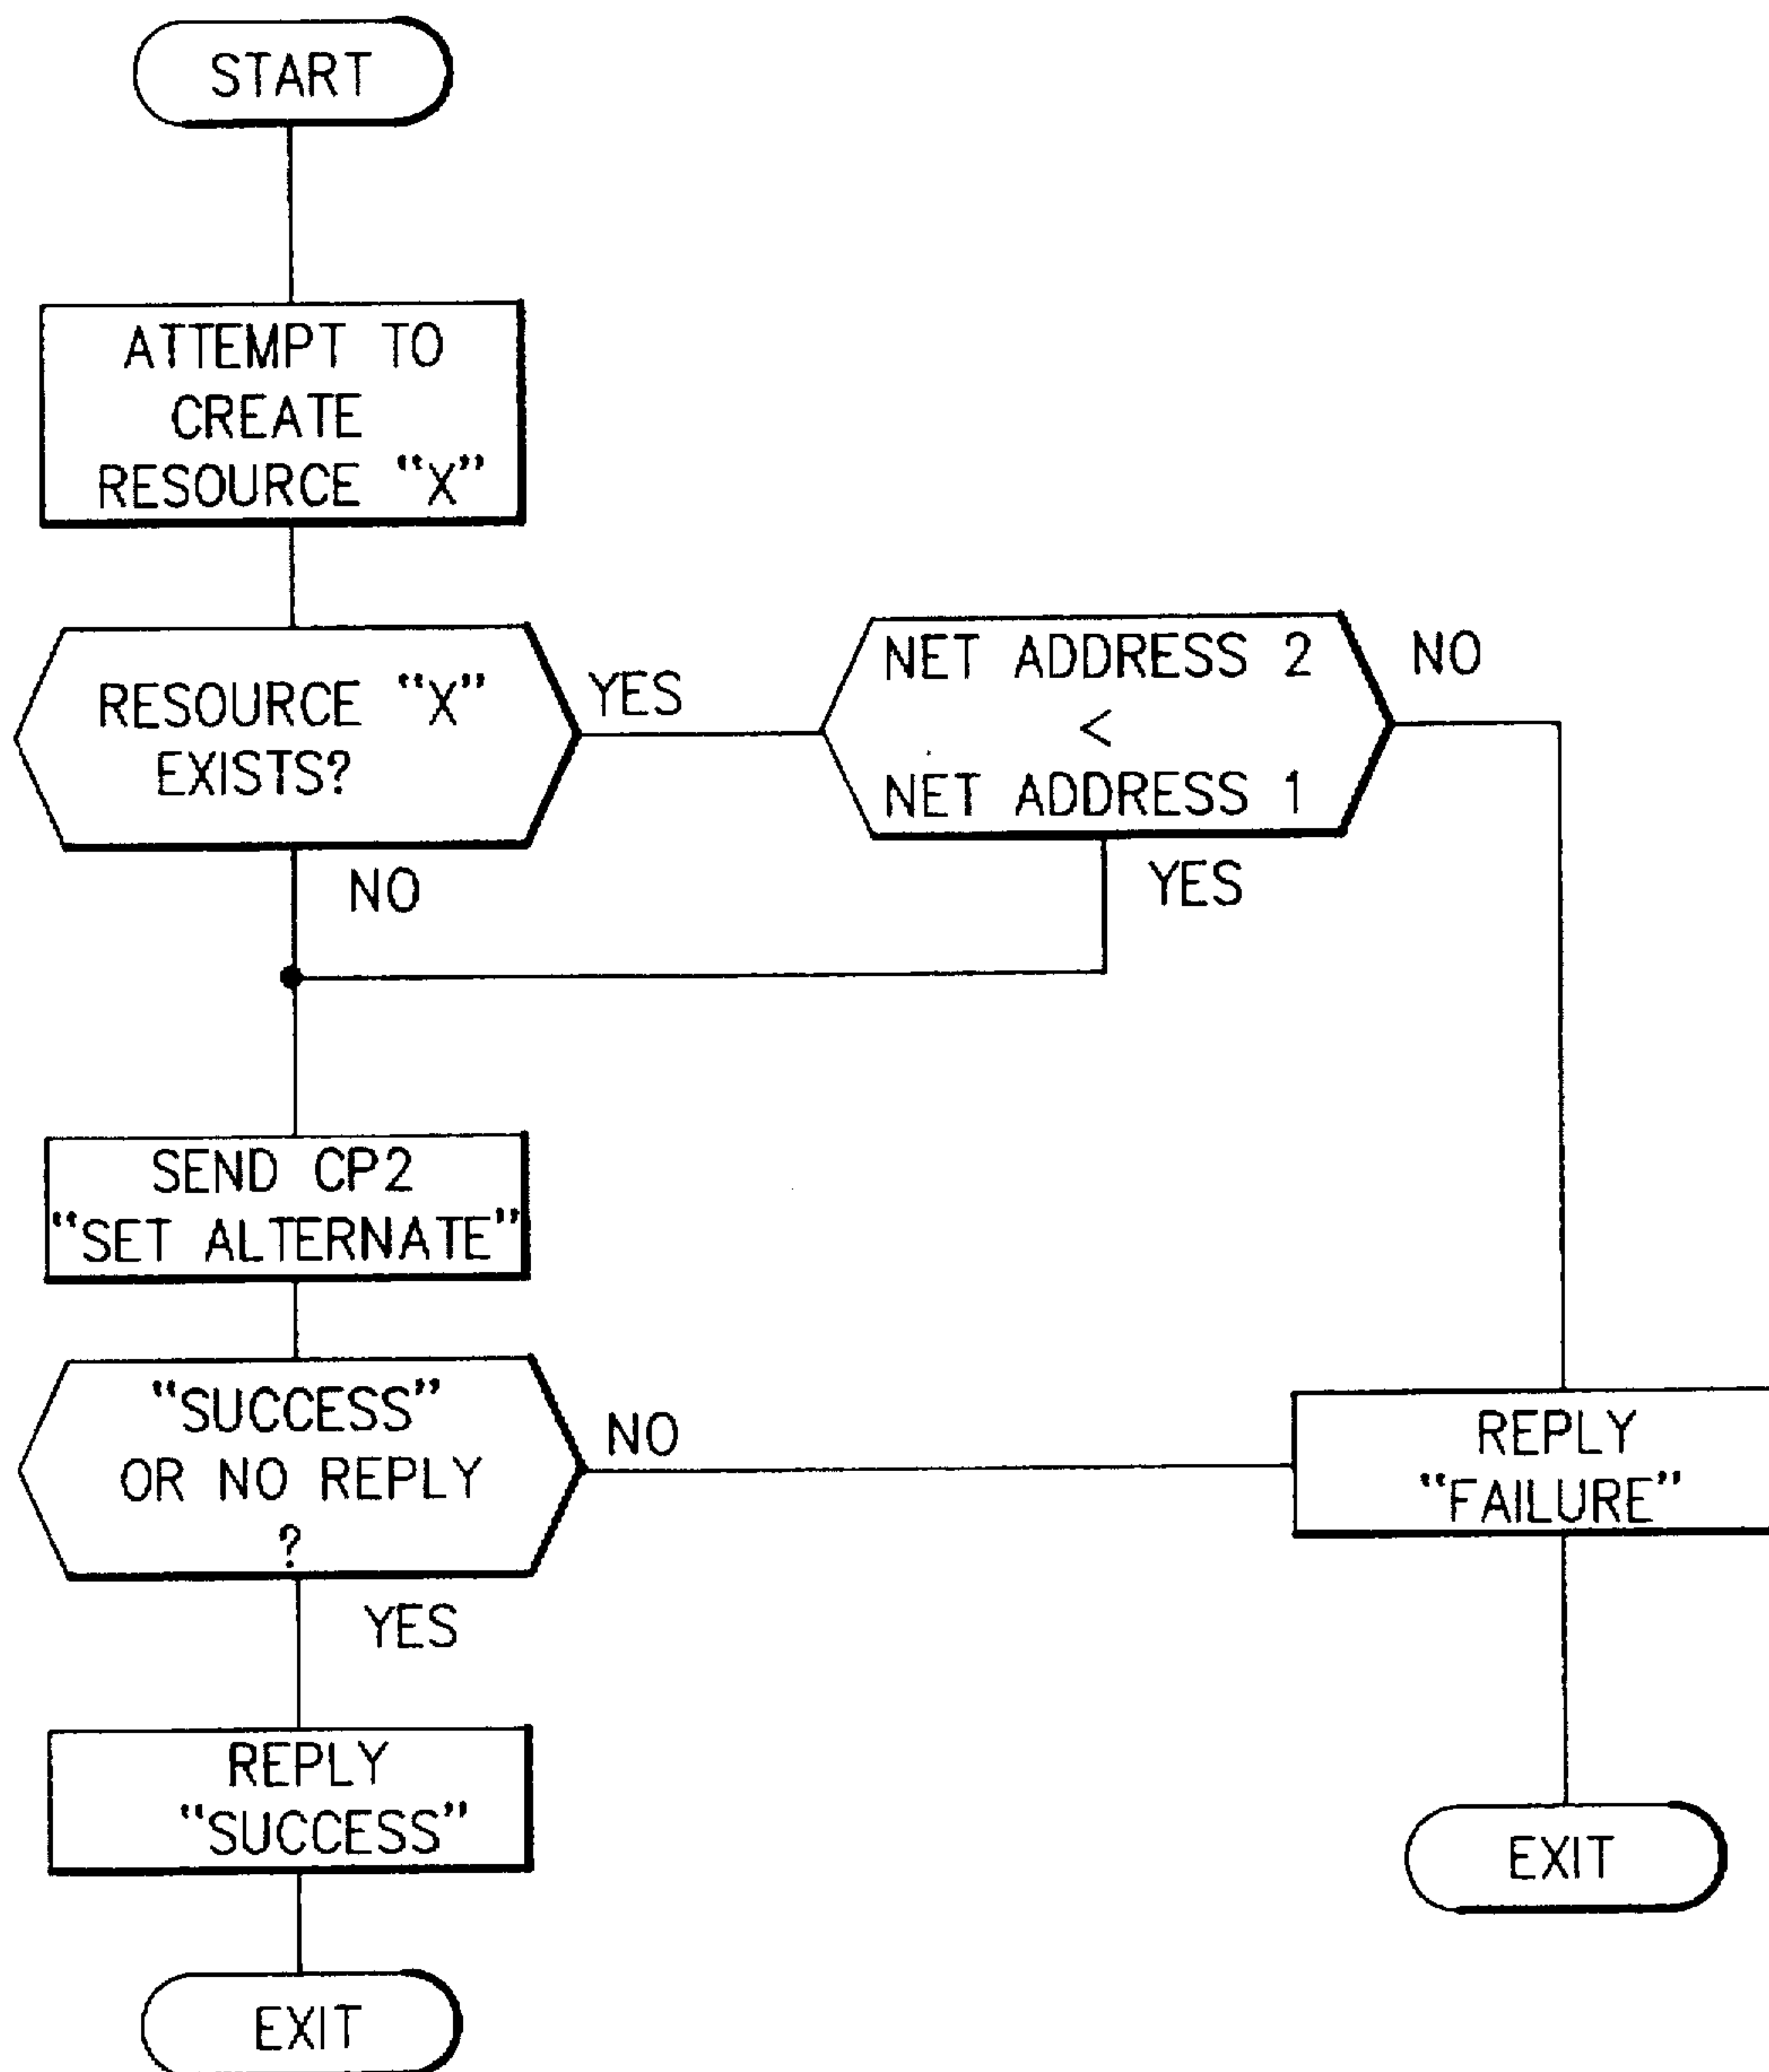 START
ATTEMPT TO
CREATE
RESOURCE “X”
RESOURCE “X”
EXISTS?
YES
NO
NET ADDRESS 2
<
NET ADDRESS 1
NO
YES
SEND CP2
“SET ALTERNATE”
“SUCCESS”
OR NO REPLY
?
NO
YES
REPLY
“FAILURE”
REPLY
“SUCCESS”
EXIT
EXIT